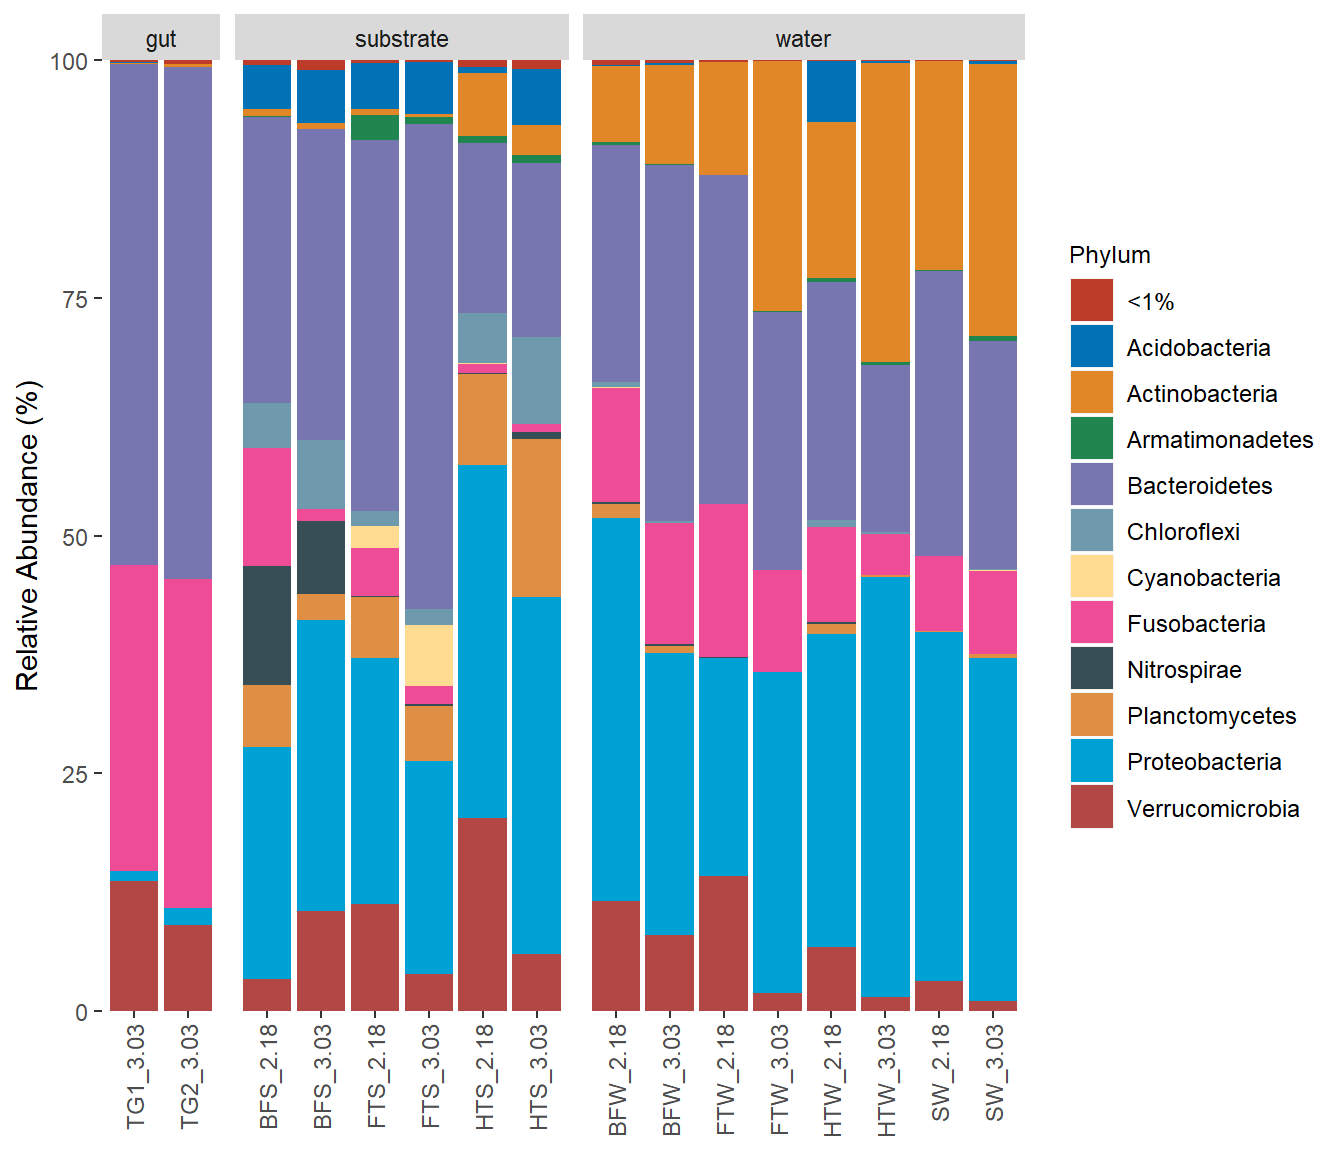 gut
substrate
water
100
75
50
25
0
Relative Abundance (%)
TG1_3.03
TG2_3.03
BFS_2.18
BFS_3.03
FTS_2.18
FTS_3.03
HTS_2.18
HTS_3.03
BFW_2.18
BFW_3.03
FTW_2.18
FTW_3.03
HTW_2.18
HTW_3.03
SW_2.18
SW_3.03
Phylum
<1%
Acidobacteria
Actinobacteria
Armatimonadetes
Bacteroidetes
Chloroflexi
Cyanobacteria
Fusobacteria
Nitrospirae
Planctomycetes
Proteobacteria
Verrucomicrobia